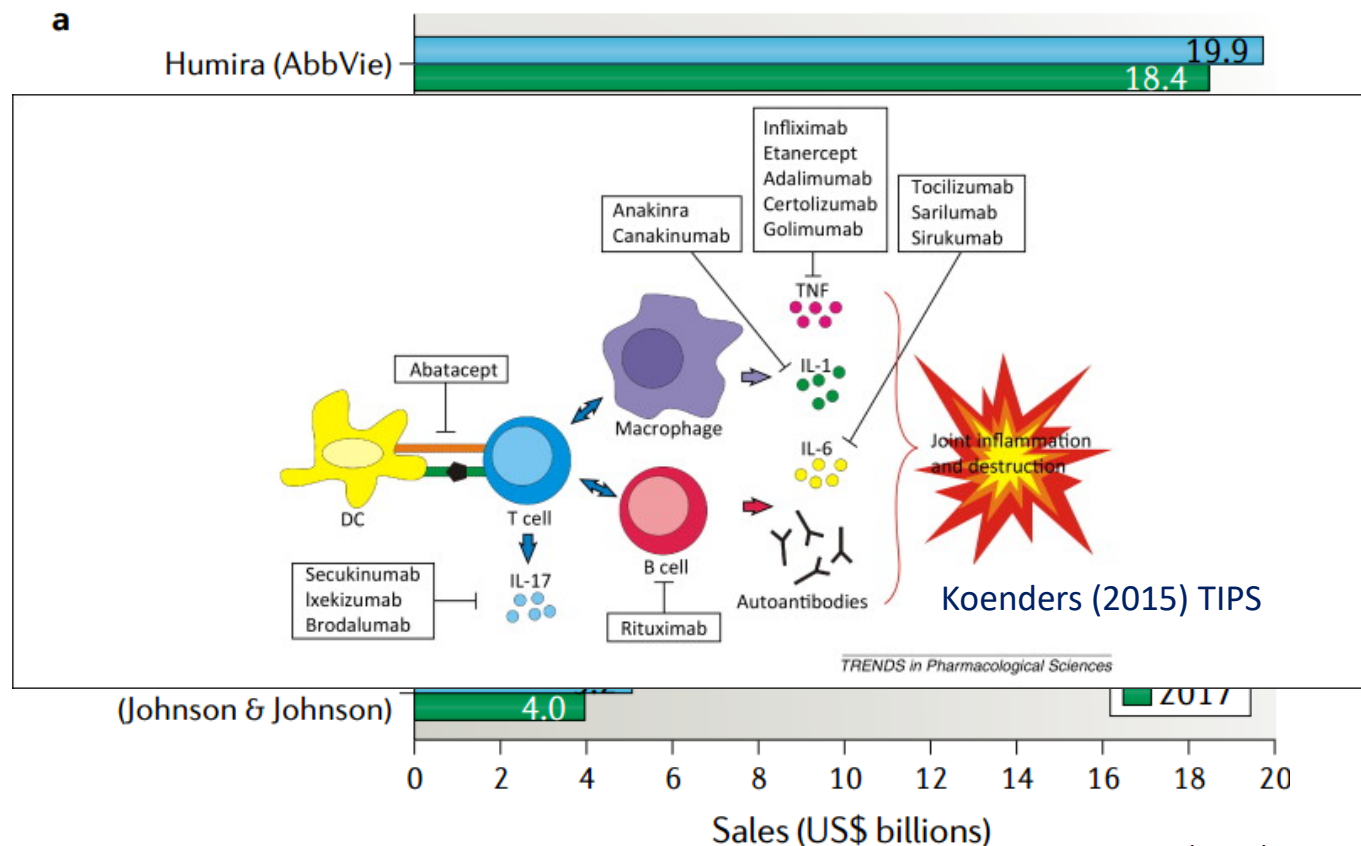 a
Humira (AbbVie)
19.9
18.4
Infliximab
Etanercept
Adalimumab
Certolizumab
Golimumab
Tocilizumab
Sarilumab
Sirukumab
Anakinra
Canakinumab
TNF
Abatacept
IL-1
Macrophage
IL-6
Joint inflammation
and destruction
DC
T cell
B cell
IL-17
Secukinumab
Ixekizumab
Brodalumab
Autoantibodies
Rituximab
Koenders (2015) TIPS
TRENDS in Pharmacological Sciences
(Johnson & Johnson)
4.0
2017
0 2 4 6 8 10 12 14 16 18 20
Sales (US$ billions)